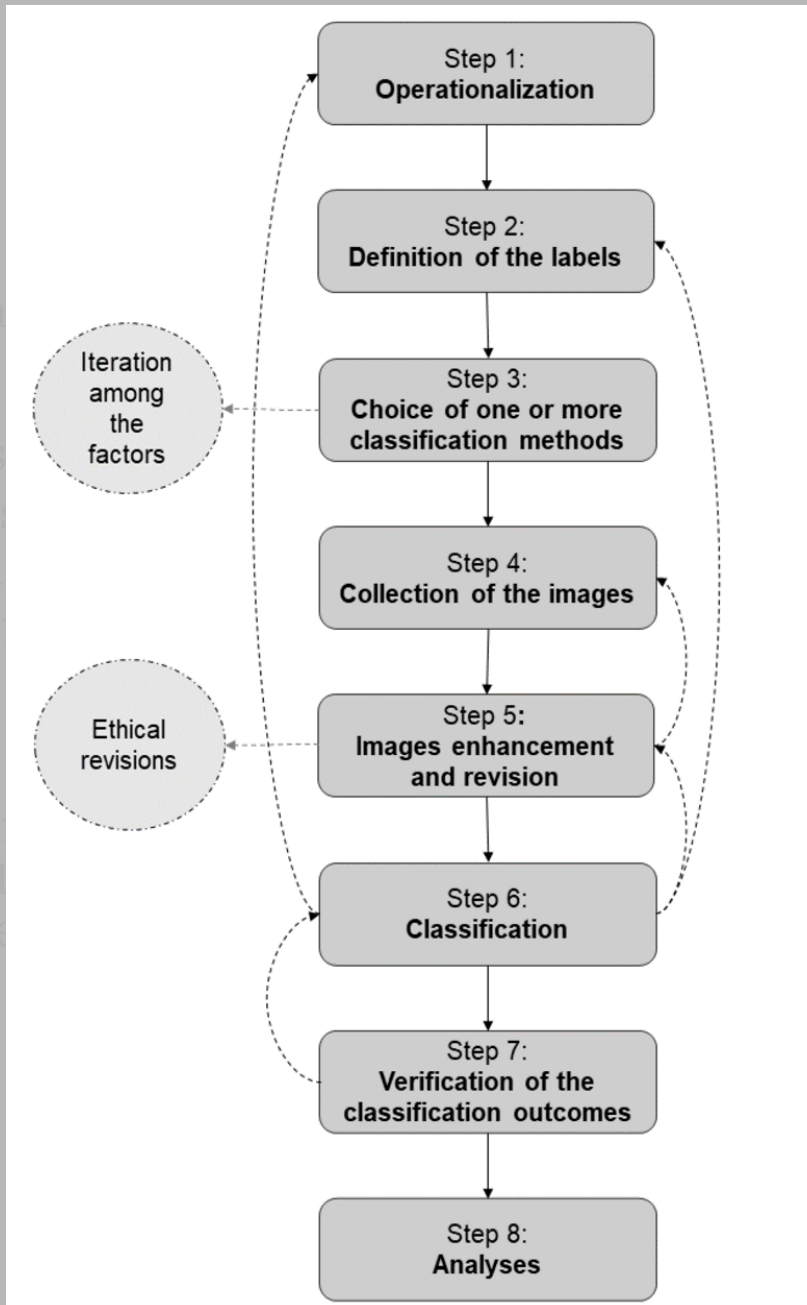 Step 1:
Operationalization
Step 2:
Definition of the labels
Iteration
among
the
factors
Step 3:
Choice of one or more
classification methods
Step 4:
Collection of the images
Ethical
revisions
Step 5:
Images enhancement
and revision
Step 6:
Classification
Step 7:
Verification of the
classification outcomes
Step 8:
Analyses